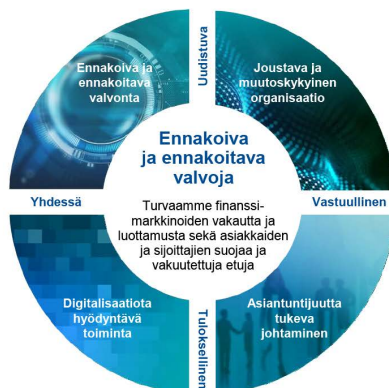 Uudistuva
Ennakoiva ja
ennakoitava
valvonta
Joustava ja
muutoskykyinen
organisaatio
Ennakoiva
ja ennakoitava
valvoja
Yhdessä
Vastuullinen
Turvaamme finanssi-
markkinoiden vakautta ja
luottamusta sekä asiakkaiden
ja sijoittajien suojaa ja
vakuutettuja etuja
Digitalisaatiota
hyödyntävä
toiminta
Asiantuntijuutta
tukeva
johtaminen
Tuloksellinen